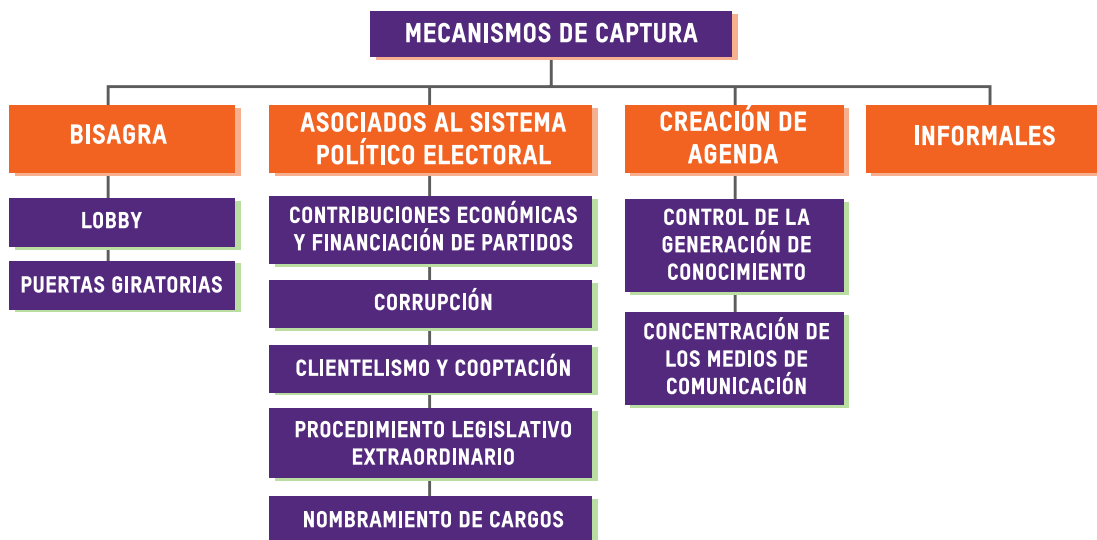 MECANISMOS DE CAPTURA
BISAGRA
LOBBY
PUERTAS GIRATORIAS
ASOCIADOS AL SISTEMA
POLÍTICO ELECTORAL
CONTRIBUCIONES ECONÓMICAS
Y FINANCIACIÓN DE PARTIDOS
CORRUPCIÓN
CLIENTELISMO Y COOPTACIÓN
PROCEDIMIENTO LEGISLATIVO
EXTRAORDINARIO
NOMBRAMIENTO DE CARGOS
CREACIÓN DE
AGENDA
CONTROL DE LA
GENERACIÓN DE
CONOCIMIENTO
CONCENTRACIÓN DE
LOS MEDIOS DE
COMUNICACIÓN
INFORMALES